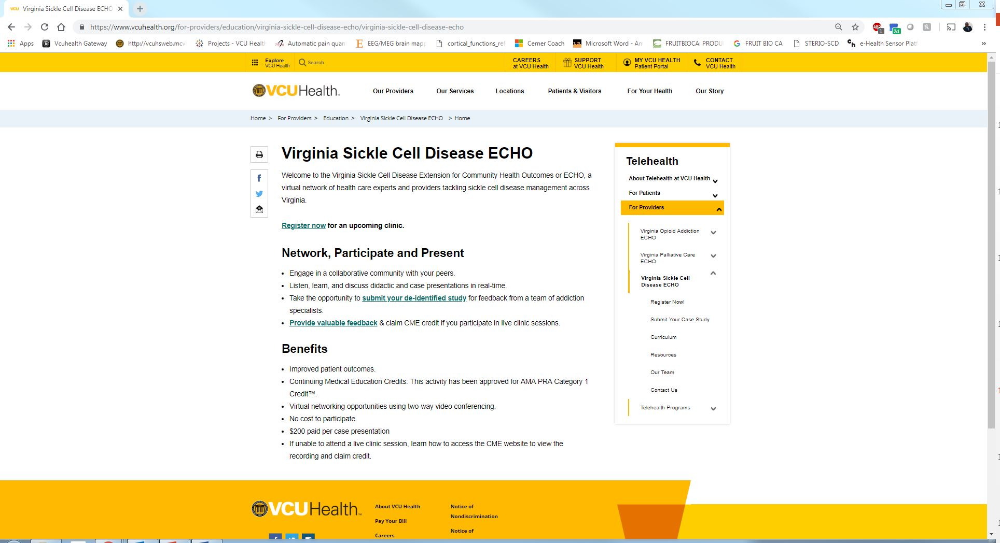 VCU Virginia Sickle Cell Disease ECHO
https://www.vcuhealth.org/for-providers/education/virginia-sickle-cell-disease-echo/virginia-sickle-cell-disease-echo
ABP 1 2d
Apps Vcuhealth Gateway http://vcuhsweb.mcv Projects - VCU Health Automatic pain quan EEG/MEG brain mapp cortical_functions_ref Cerner Coach Microsoft Word - An FRUITBIOCA: PRODU FRUIT BIO CA STERIO-SCD e-Health Sensor Platf »
Explore
VCU Health
Search
CAREERS
at VCU Health
SUPPORT
VCU Health
MY VCU HEALTH
Patient Portal
CONTACT
VCU Health
VCUHealth™
Our Providers Our Services Locations Patients & Visitors For Your Health Our Story
Home > For Providers > Education > Virginia Sickle Cell Disease ECHO > Home
Virginia Sickle Cell Disease ECHO
Welcome to the Virginia Sickle Cell Disease Extension for Community Health Outcomes or ECHO, a
virtual network of health care experts and providers tackling sickle cell disease management across
Virginia.
Register now for an upcoming clinic.
Network, Participate and Present
• Engage in a collaborative community with your peers.
• Listen, learn, and discuss didactic and case presentations in real-time.
• Take the opportunity to submit your de-identified study for feedback from a team of addiction
specialists.
• Provide valuable feedback & claim CME credit if you participate in live clinic sessions.
Benefits
• Improved patient outcomes.
• Continuing Medical Education Credits: This activity has been approved for AMA PRA Category 1
Credit™.
• Virtual networking opportunities using two-way video conferencing.
• No cost to participate.
• $200 paid per case presentation
• If unable to attend a live clinic session, learn how to access the CME website to view the
recording and claim credit.
Telehealth
About Telehealth at VCU Health
For Patients
For Providers
Virginia Opioid Addiction
ECHO
Virginia Palliative Care
ECHO
Virginia Sickle Cell
Disease ECHO
Register Now!
Submit Your Case Study
Curriculum
Resources
Our Team
Contact Us
Telehealth Programs
VCUHealth™
About VCU Health
Pay Your Bill
Careers
Notice of
Nondiscrimination
Notice of